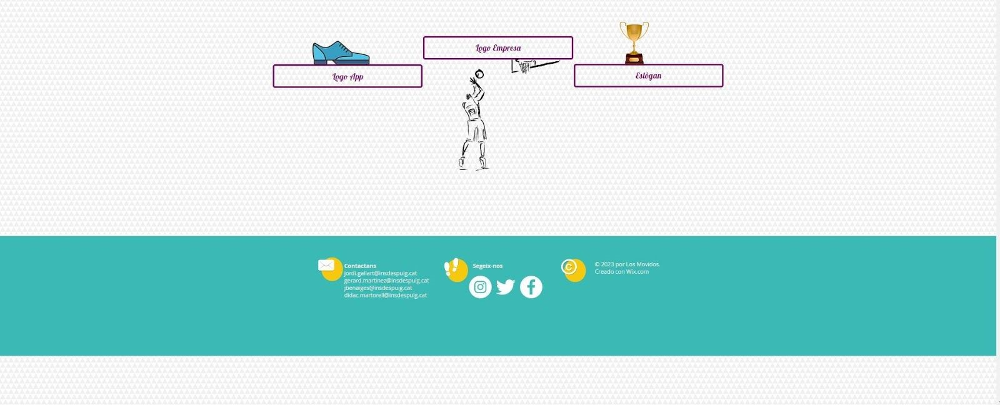 Logo Empresa
Logo App
Eslògan
Contactans
jordi.gallart@insdespuig.cat
gerard.martinez@insdespuig.cat
jbenaiges@insdespuig.cat
didac.martorell@insdespuig.cat
Segeix-nos
© 2023 por Los Movidos.
Creado con Wix.com